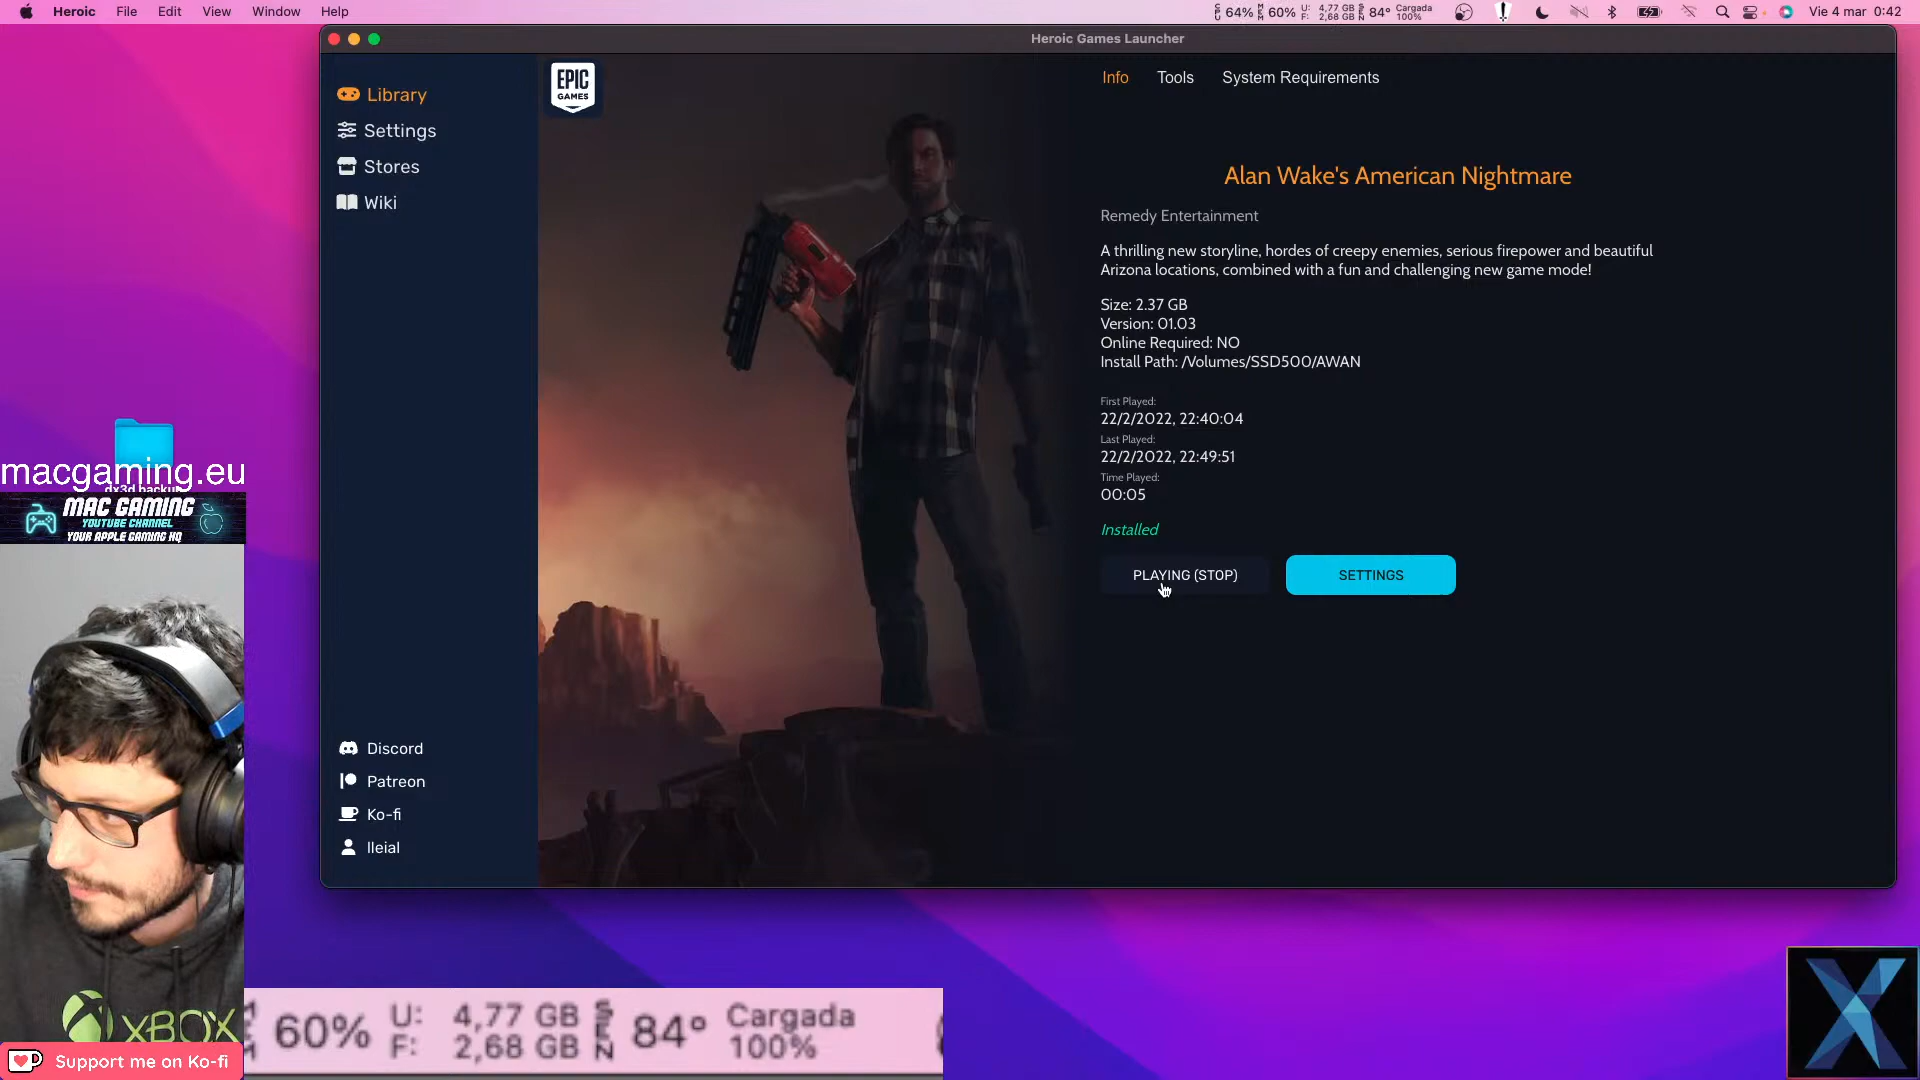 Heroic File Edit View Window Help
64% 60% U: 4,77 GB 84° Cargada
F: 2,68 GB 100%
Vie 4 mar 0:42
Heroic Games Launcher
Library
Settings
Stores
Wiki
EPIC
GAMES
Info Tools System Requirements
Alan Wake's American Nightmare
Remedy Entertainment
A thrilling new storyline, hordes of creepy enemies, serious firepower and beautiful
Arizona locations, combined with a fun and challenging new game mode!
Size: 2.37 GB
Version: 01.03
Online Required: NO
Install Path: /Volumes/SSD500/AWAN
First Played:
22/2/2022, 22:40:04
Last Played:
22/2/2022, 22:49:51
Time Played:
00:05
Installed
PLAYING (STOP) SETTINGS
Discord
Patreon
Ko-fi
lleial
macgaming.eu
dx3d backup
MAC GAMING
YOUTUBE CHANNEL
YOUR APPLE GAMING HQ
XBOX
60% U: 4,77 GB SEN 84° Cargada
F: 2,68 GB 100%
Support me on Ko-fi